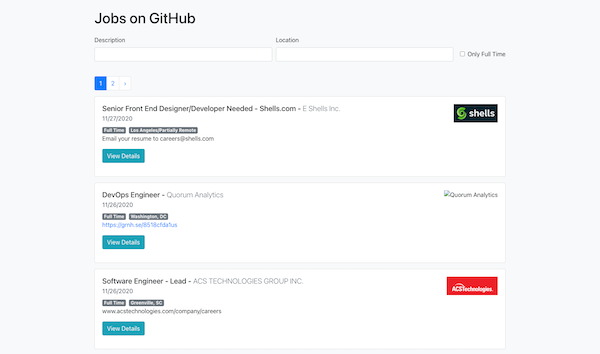 Jobs on GitHub
Description
Location
Only Full Time
1 2 ›
Senior Front End Designer/Developer Needed - Shells.com - E Shells Inc.
shells
11/27/2020
Full Time Los Angeles/Partially Remote
Email your resume to careers@shells.com
View Details
DevOps Engineer - Quorum Analytics
Quorum Analytics
11/26/2020
Full Time Washington, DC
https://grnh.se/8518cfda1us
View Details
Software Engineer - Lead - ACS TECHNOLOGIES GROUP INC.
ACSTechnologies.
11/26/2020
Full Time Greenville, SC
www.acstechnologies.com/company/careers
View Details